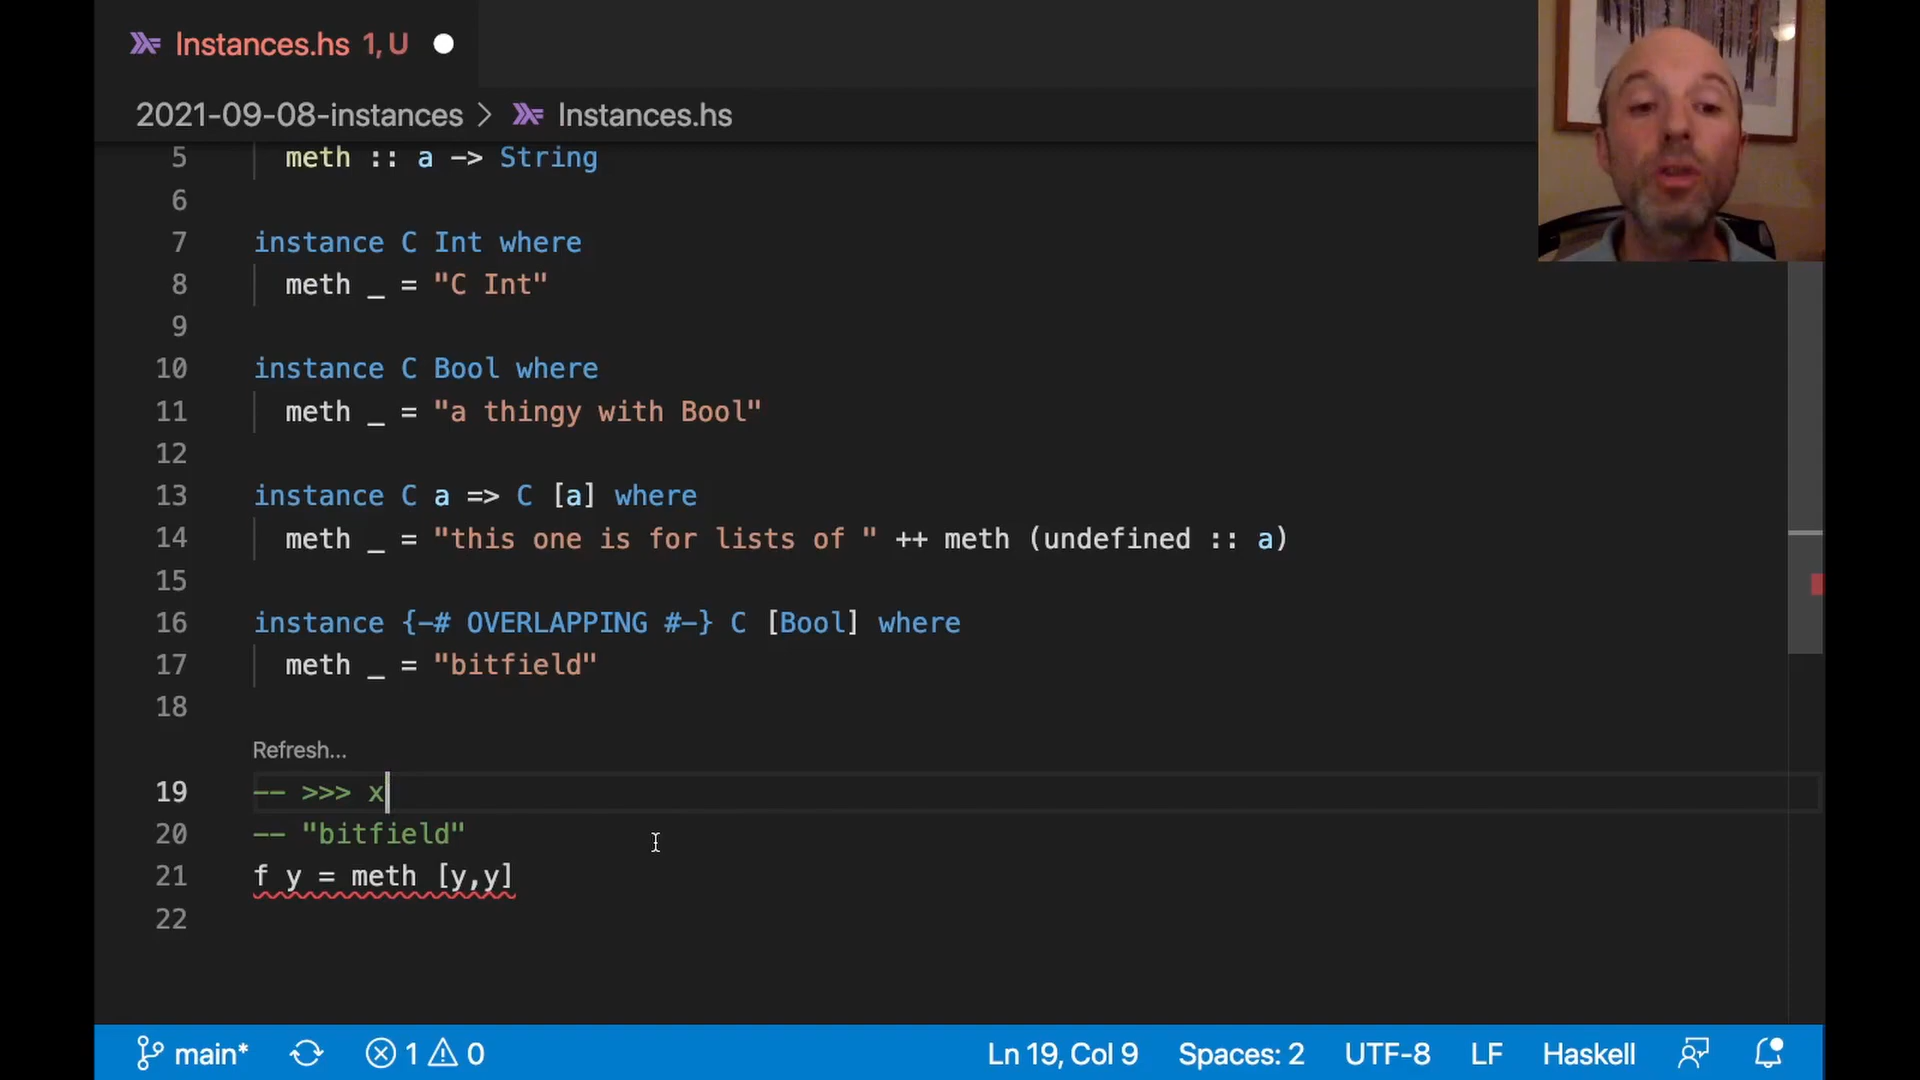 Instances.hs 1, U
2021-09-08-instances > Instances.hs
5 meth :: a -> String
6
7 instance C Int where
8 meth _ = "C Int"
9
10 instance C Bool where
11 meth _ = "a thingy with Bool"
12
13 instance C a => C [a] where
14 meth _ = "this one is for lists of " ++ meth (undefined :: a)
15
16 instance {-# OVERLAPPING #-} C [Bool] where
17 meth _ = "bitfield"
18
Refresh...
19 -- >>> x
20 -- "bitfield"
21 f y = meth [y,y]
22
main* 1 0 Ln 19, Col 9 Spaces: 2 UTF-8 LF Haskell